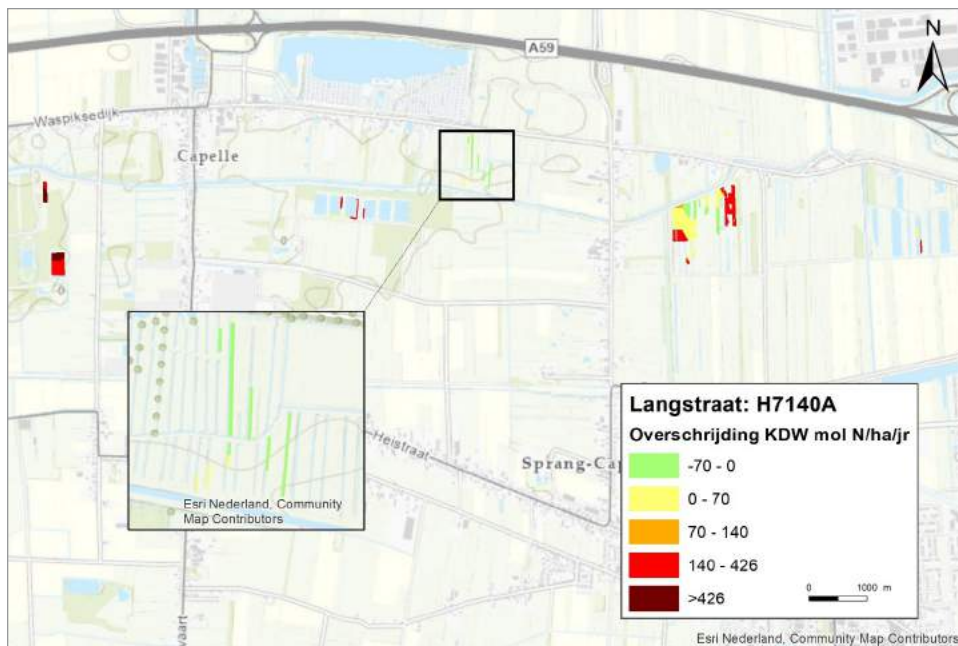 A59
N
Waspiksedijk
Capelle
Heistraat
Sprang-Cap
vaart
Esri Nederland, Community
Map Contributors
Langstraat: H7140A
Overschrijding KDW mol N/ha/jr
-70 - 0
0 - 70
70 - 140
140 - 426
>426
0 1000 m
Esri Nederland, Community Map Contributors